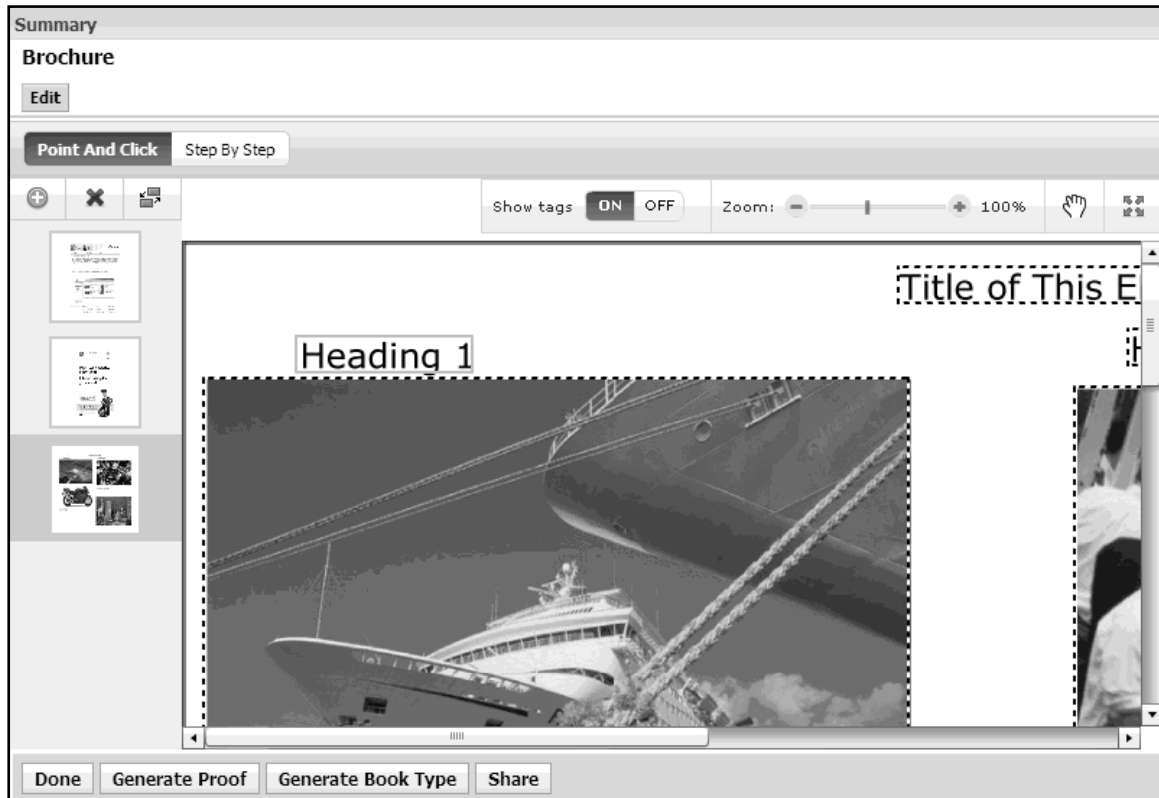 Summary
Brochure
Edit
Point And Click Step By Step
Show tags ON OFF Zoom: 100%
Title of This E
Heading 1
Done Generate Proof Generate Book Type Share